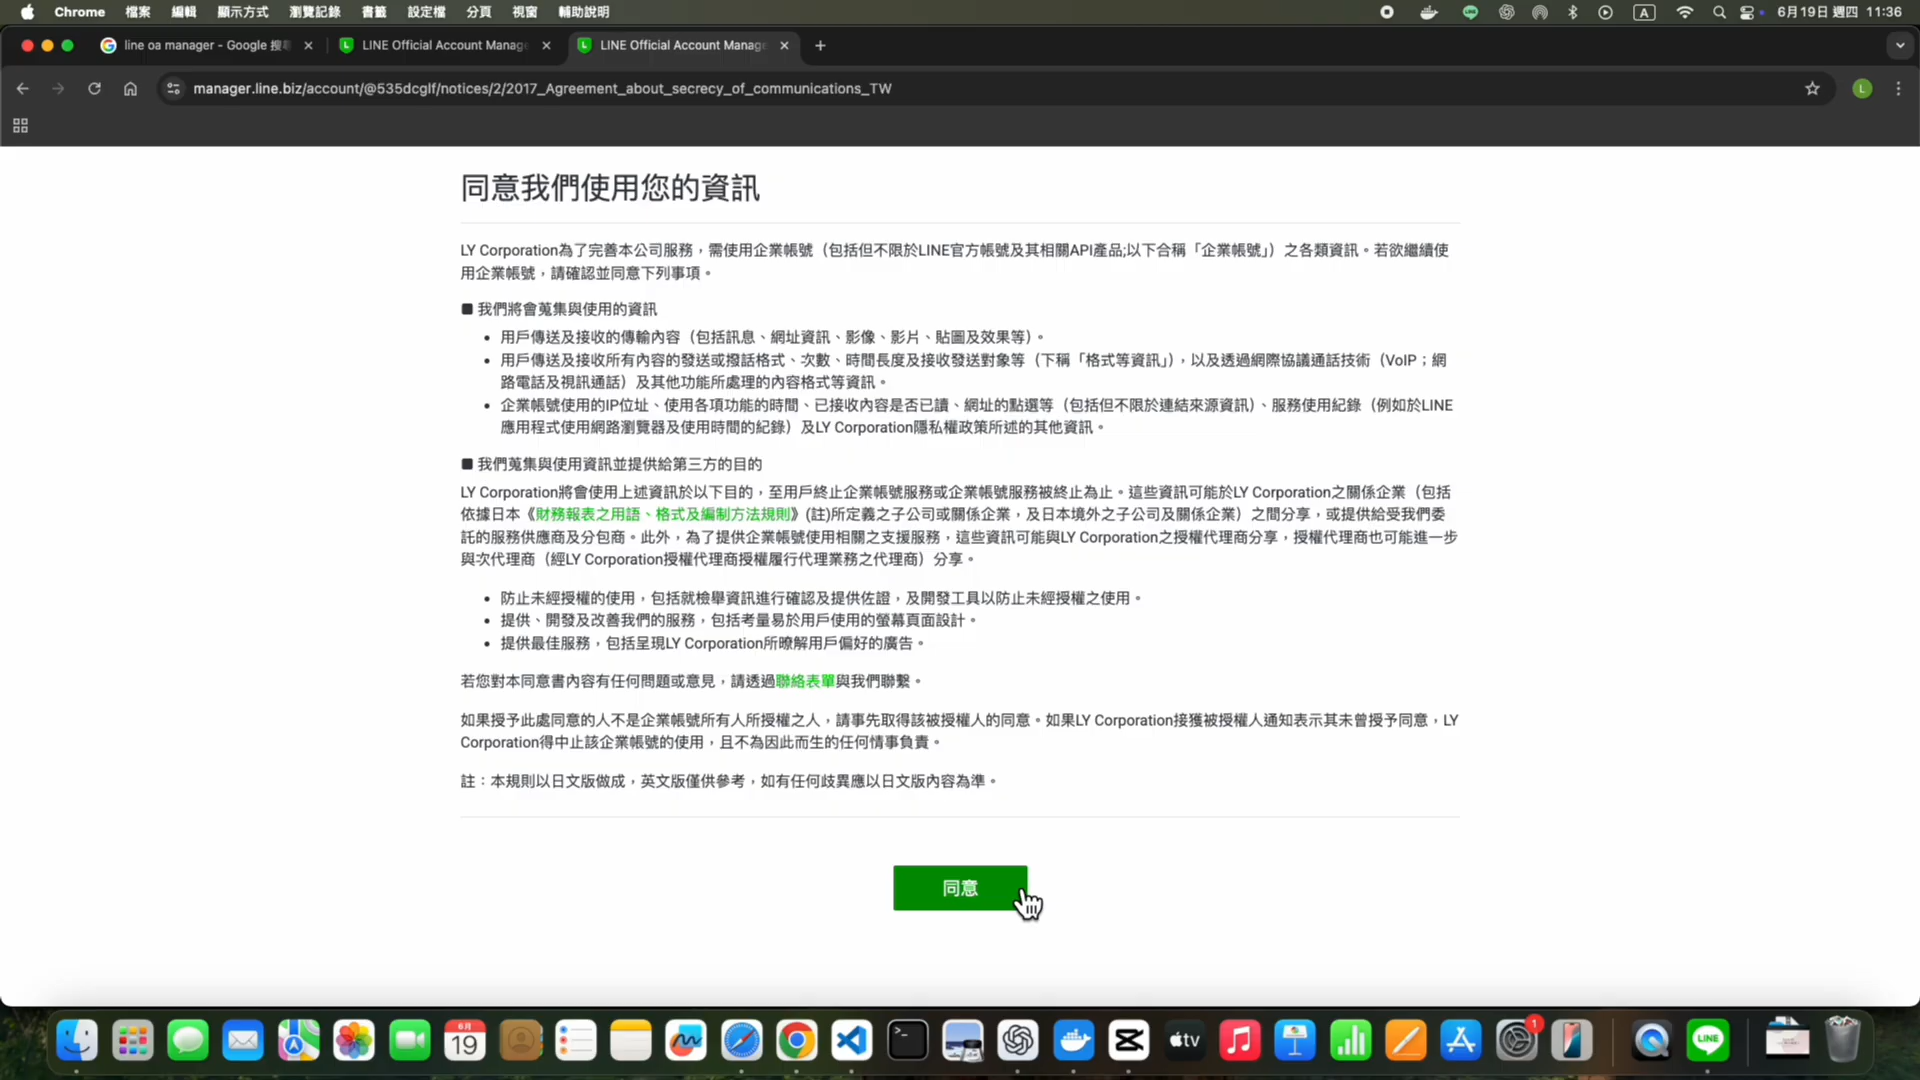 Chrome 檔案 編輯 顯示方式 瀏覽記錄 書籤 設定檔 分頁 視窗 輔助說明 A 6月19日 週四 11:36
line oa manager - Google 搜 LINE Official Account Manag LINE Official Account Manag
manager.line.biz/account/@535dcglf/notices/2/2017_Agreement_about_secrecy_of_communications_TW L
同意我們使用您的資訊
LY Corporation為了完善本公司服務，需使用企業帳號（包括但不限於LINE官方帳號及其相關API產品;以下合稱「企業帳號」）之各類資訊。若欲繼續使
用企業帳號，請確認並同意下列事項。
■ 我們將會蒐集與使用的資訊
• 用戶傳送及接收的傳輸內容（包括訊息、網址資訊、影像、影片、貼圖及效果等）。
• 用戶傳送及接收所有內容的發送或撥話格式、次數、時間長度及接收發送對象等（下稱「格式等資訊」），以及透過網際協議通話技術（VoIP；網
路電話及視訊通話）及其他功能所處理的內容格式等資訊。
• 企業帳號使用的IP位址、使用各項功能的時間、已接收內容是否已讀、網址的點選等（包括但不限於連結來源資訊）、服務使用紀錄（例如於LINE
應用程式使用網路瀏覽器及使用時間的紀錄）及LY Corporation隱私權政策所述的其他資訊。
■ 我們蒐集與使用資訊並提供給第三方的目的
LY Corporation將會使用上述資訊於以下目的，至用戶終止企業帳號服務或企業帳號服務被終止為止。這些資訊可能於LY Corporation之關係企業（包括
依據日本《財務報表之用語、格式及編制方法規則》(註)所定義之子公司或關係企業，及日本境外之子公司及關係企業）之間分享，或提供給受我們委
託的服務供應商及分包商。此外，為了提供企業帳號使用相關之支援服務，這些資訊可能與LY Corporation之授權代理商分享，授權代理商也可能進一步
與次代理商（經LY Corporation授權代理商授權履行代理業務之代理商）分享。
• 防止未經授權的使用，包括就檢舉資訊進行確認及提供佐證，及開發工具以防止未經授權之使用。
• 提供、開發及改善我們的服務，包括考量易於用戶使用的螢幕頁面設計。
• 提供最佳服務，包括呈現LY Corporation所暸解用戶偏好的廣告。
若您對本同意書內容有任何問題或意見，請透過聯絡表單與我們聯繫。
如果授予此處同意的人不是企業帳號所有人所授權之人，請事先取得該被授權人的同意。如果LY Corporation接獲被授權人通知表示其未曾授予同意，LY
Corporation得中止該企業帳號的使用，且不為因此而生的任何情事負責。
註：本規則以日文版做成，英文版僅供參考，如有任何歧異應以日文版內容為準。
同意
6月
19
tv
1
LINE